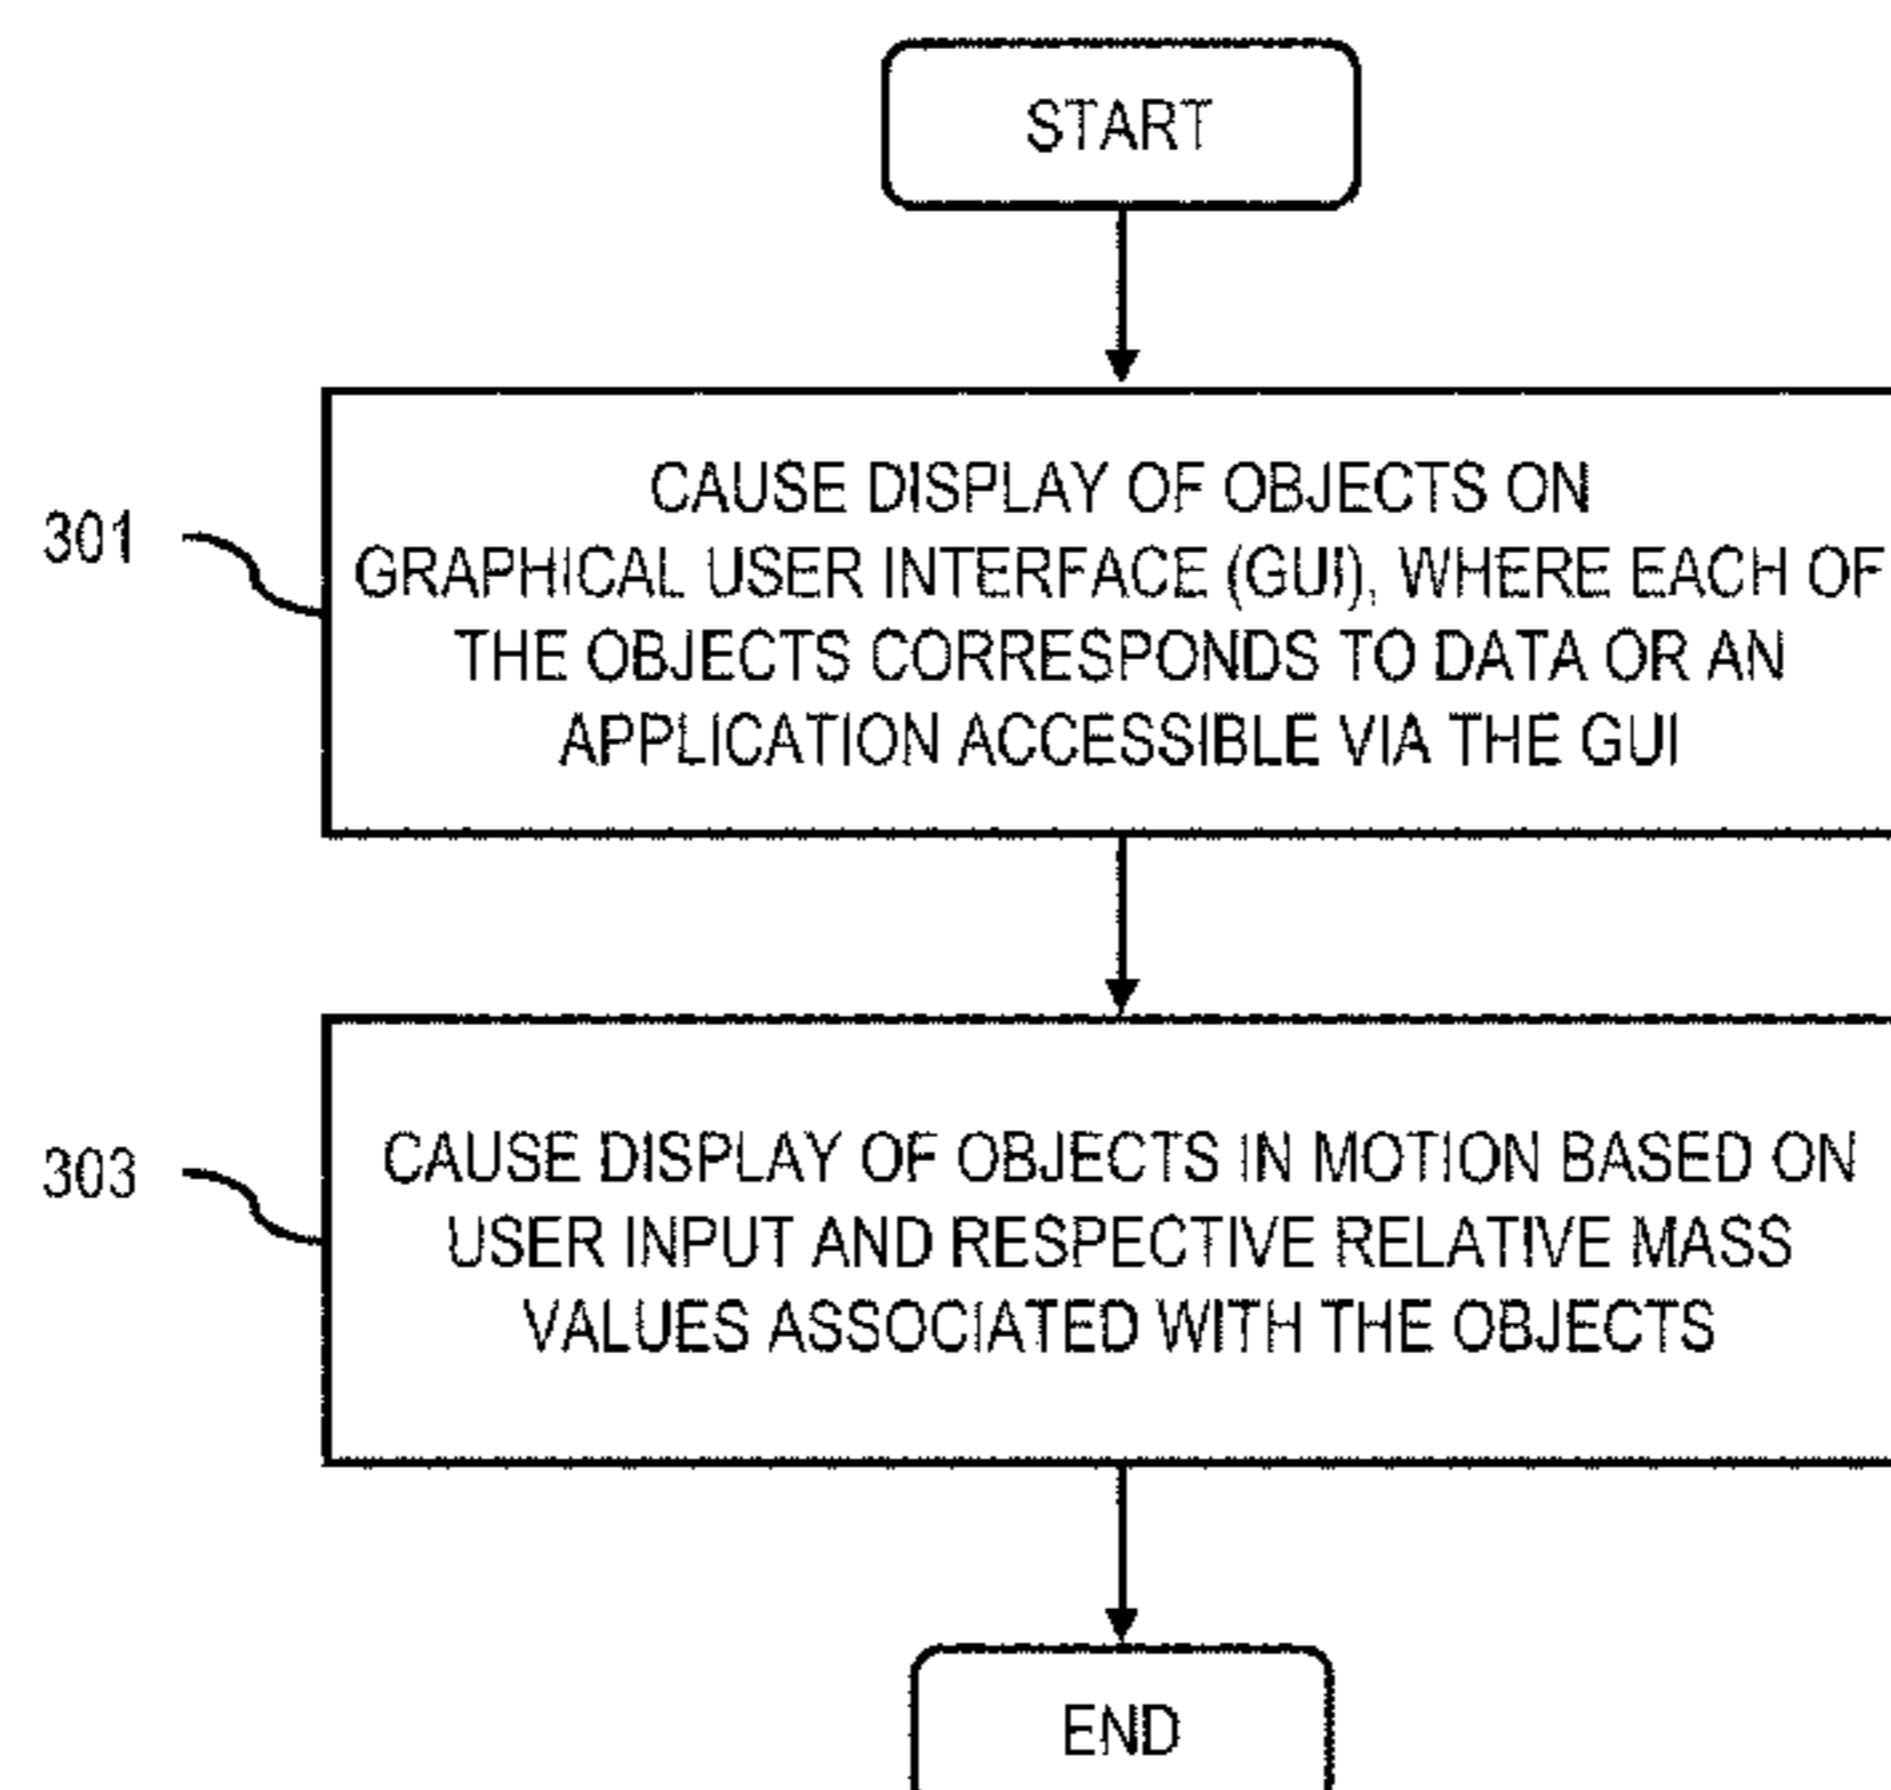 START
301
CAUSE DISPLAY OF OBJECTS ON
GRAPHICAL USER INTERFACE (GUI), WHERE EACH OF
THE OBJECTS CORRESPONDS TO DATA OR AN
APPLICATION ACCESSIBLE VIA THE GUI
303
CAUSE DISPLAY OF OBJECTS IN MOTION BASED ON
USER INPUT AND RESPECTIVE RELATIVE MASS
VALUES ASSOCIATED WITH THE OBJECTS
END